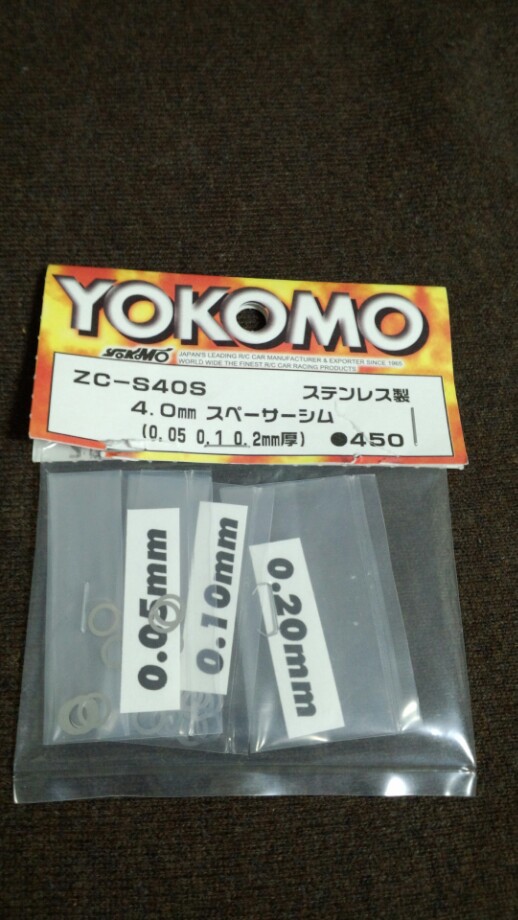 YOKOMO
YOKOMO JAPAN'S LEADING R/C CAR MANUFACTURER & EXPORTER SINCE 1965
WORLD WIDE THE FINEST R/C CAR RACING PRODUCTS
ZC-S40S ステンレス製
4.0mm スペーサーシム
(0.05 0.1 0.2mm厚) ●450
0.05mm
0.10mm
0.20mm